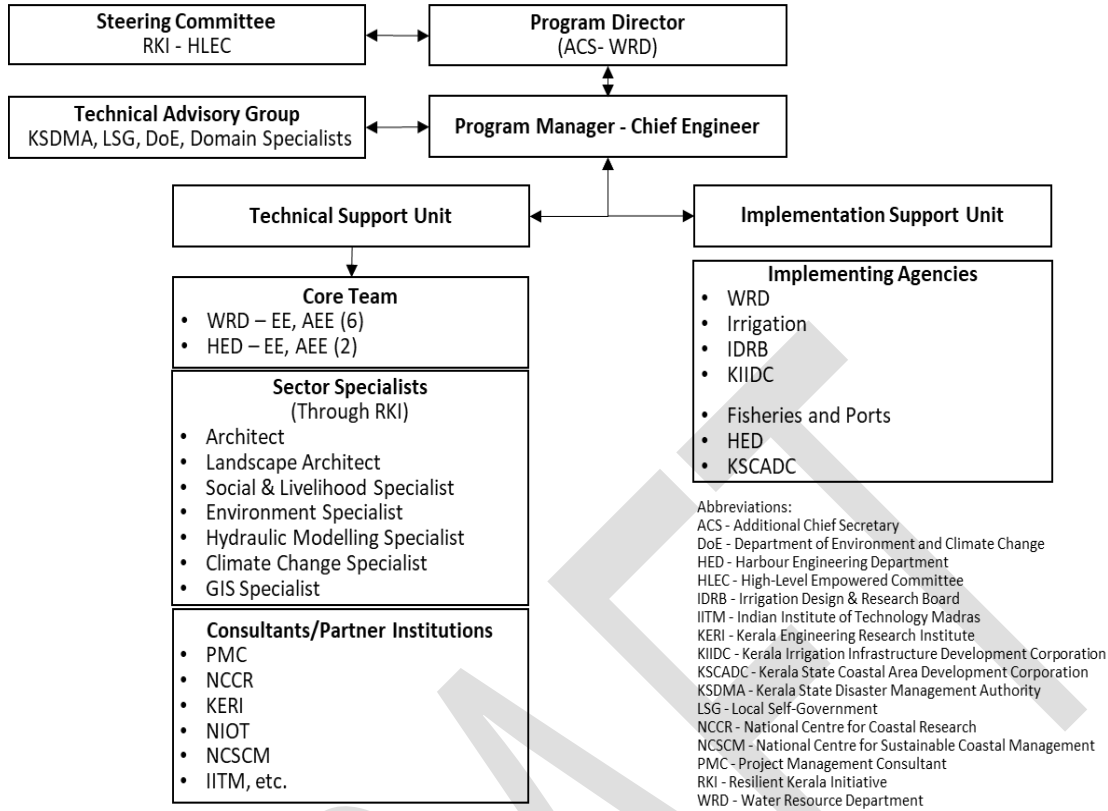 Steering Committee
RKI - HLEC
Program Director
(ACS- WRD)
Technical Advisory Group
KSDMA, LSG, DoE, Domain Specialists
Program Manager - Chief Engineer
Technical Support Unit
Implementation Support Unit
Core Team
• WRD – EE, AEE (6)
• HED – EE, AEE (2)
Sector Specialists
(Through RKI)
• Architect
• Landscape Architect
• Social & Livelihood Specialist
• Environment Specialist
• Hydraulic Modelling Specialist
• Climate Change Specialist
• GIS Specialist
Consultants/Partner Institutions
• PMC
• NCCR
• KERI
• NIOT
• NCSCM
• IITM, etc.
Implementing Agencies
• WRD
• Irrigation
• IDRB
• KIIDC
• Fisheries and Ports
• HED
• KSCADC
Abbreviations:
ACS - Additional Chief Secretary
DoE - Department of Environment and Climate Change
HED - Harbour Engineering Department
HLEC - High-Level Empowered Committee
IDRB - Irrigation Design & Research Board
IITM - Indian Institute of Technology Madras
KERI - Kerala Engineering Research Institute
KIIDC - Kerala Irrigation Infrastructure Development Corporation
KSCADC - Kerala State Coastal Area Development Corporation
KSDMA - Kerala State Disaster Management Authority
LSG - Local Self-Government
NCCR - National Centre for Coastal Research
NCSCM - National Centre for Sustainable Coastal Management
PMC - Project Management Consultant
RKI - Resilient Kerala Initiative
WRD - Water Resource Department